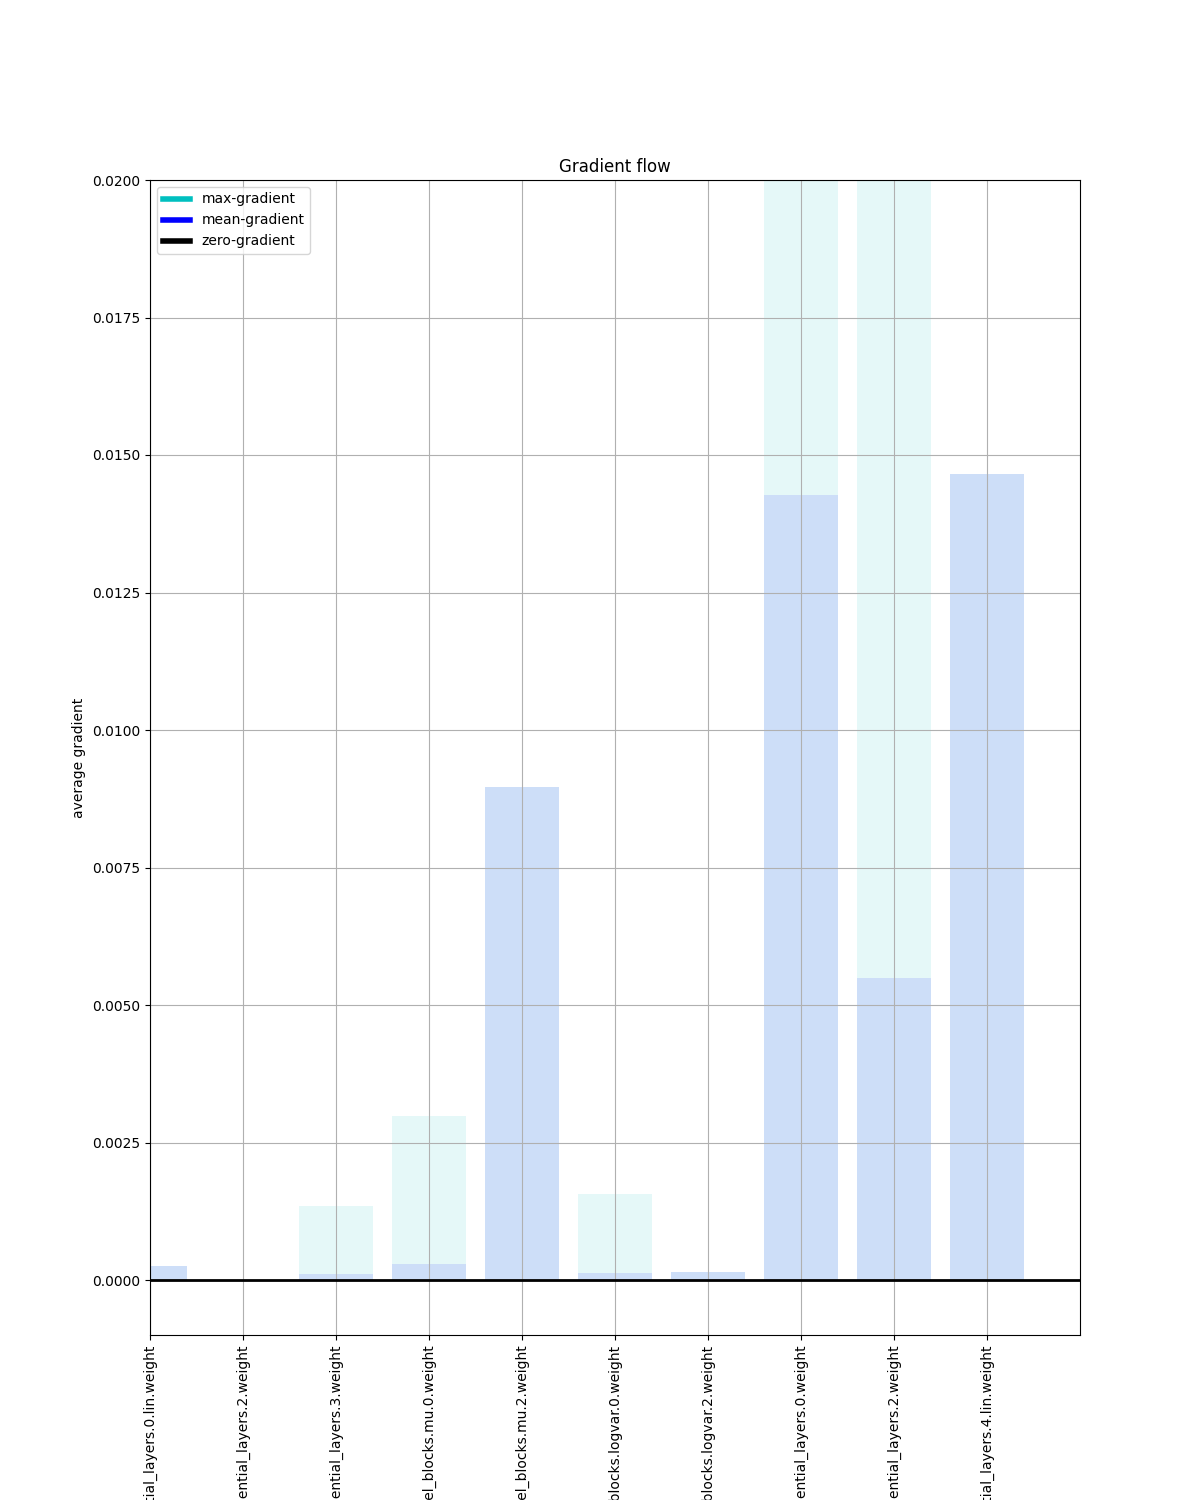 Gradient flow
max-gradient
mean-gradient
zero-gradient
0.0200
0.0175
0.0150
0.0125
0.0100
0.0075
0.0050
0.0025
0.0000
average gradient
tial_layers.0.lin.weight
ential_layers.2.weight
ential_layers.3.weight
el_blocks.mu.0.weight
el_blocks.mu.2.weight
blocks.logvar.0.weight
blocks.logvar.2.weight
ential_layers.0.weight
ential_layers.2.weight
tial_layers.4.lin.weight